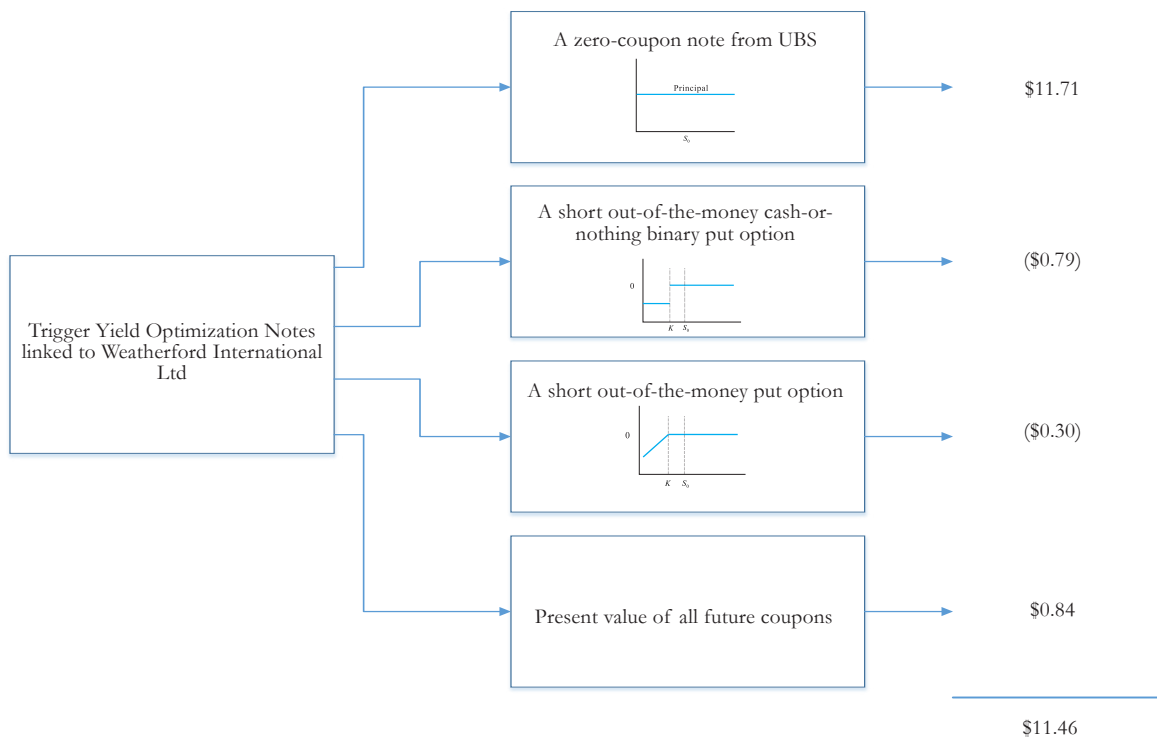 A zero-coupon note from UBS
Principal
S₀
$11.71
A short out-of-the-money cash-or-
nothing binary put option
0
K
S₀
($0.79)
Trigger Yield Optimization Notes
linked to Weatherford International
Ltd
A short out-of-the-money put option
0
K
S₀
($0.30)
Present value of all future coupons
$0.84
$11.46